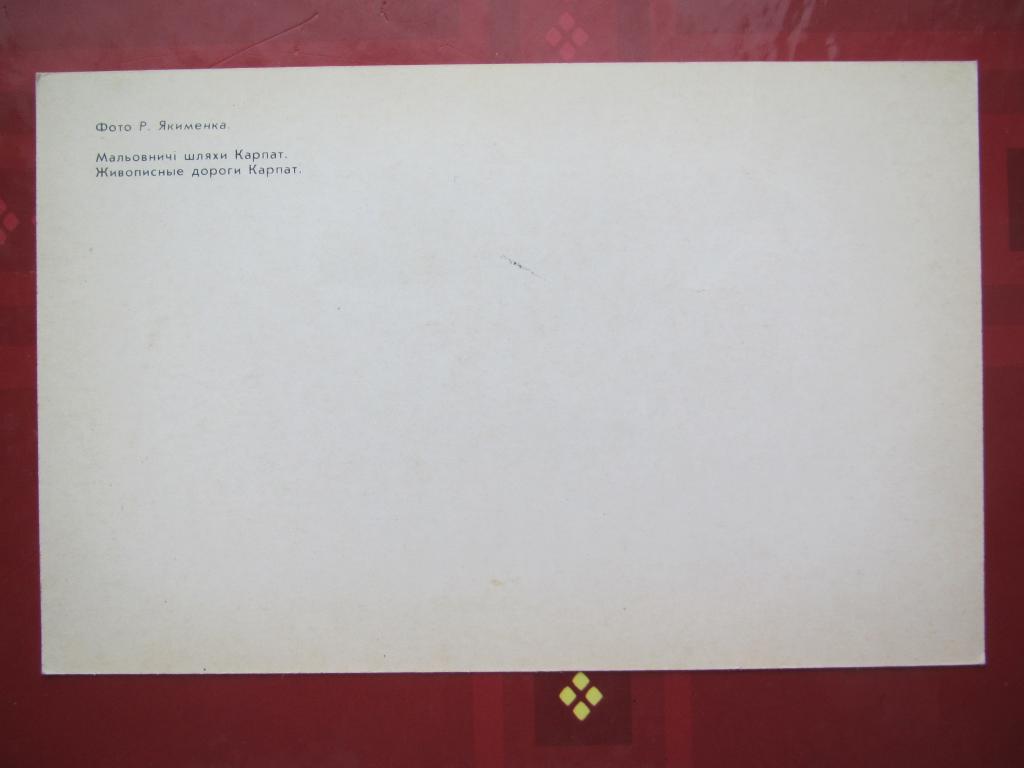 Фото Р. Якименка.
Мальовничі шляхи Карпат.
Живописные дороги Карпат.